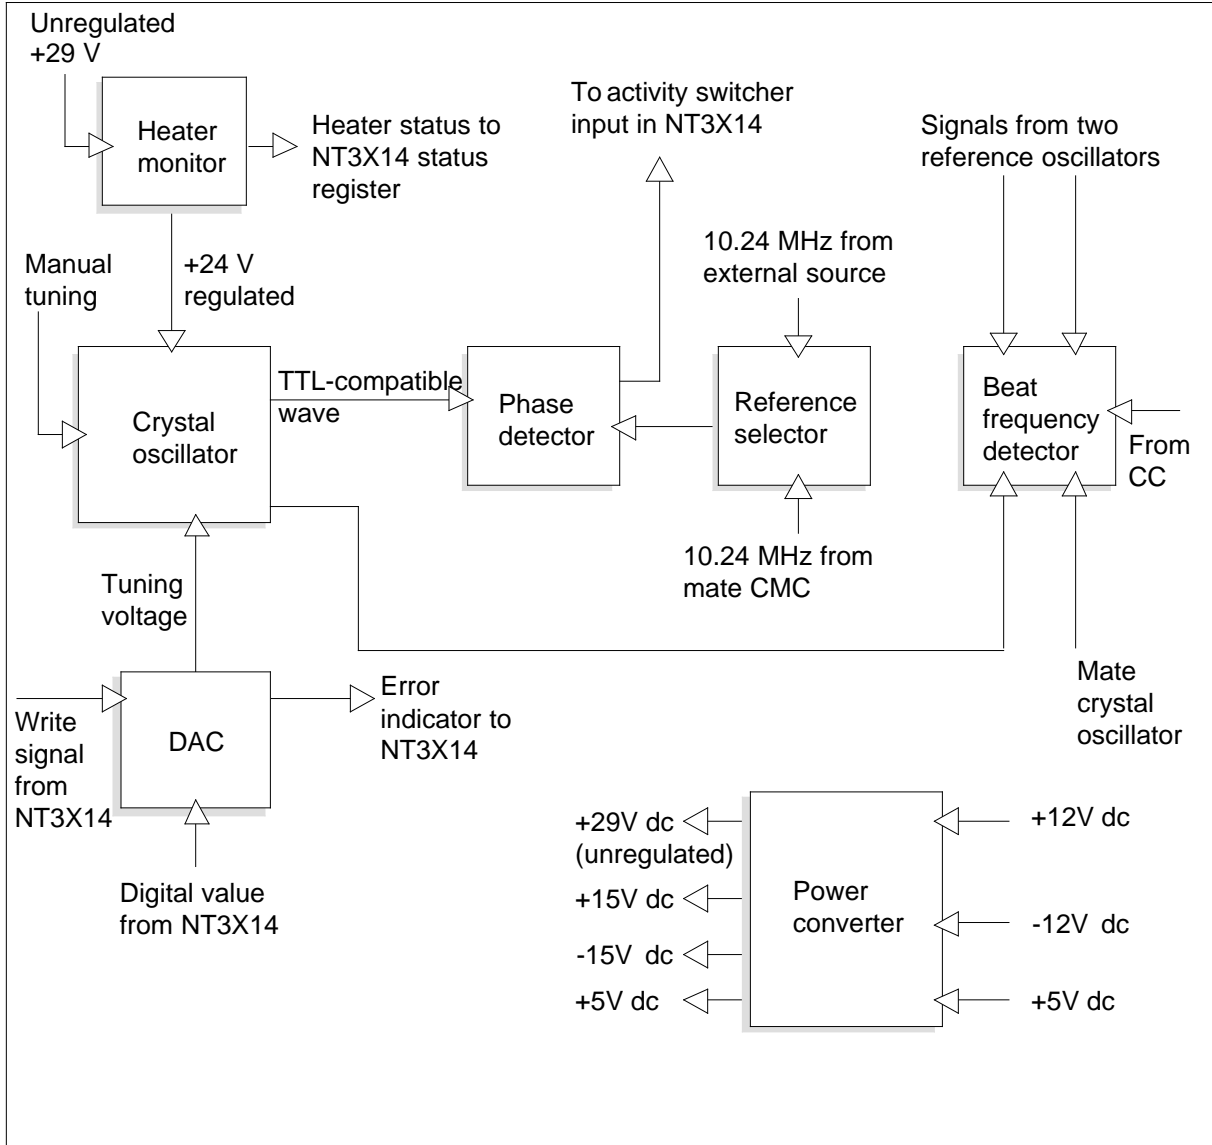 Unregulated
+29 V
Heater
monitor
Heater status to
NT3X14 status
register
To activity switcher
input in NT3X14
Signals from two
reference oscillators
Manual
tuning
+24 V
regulated
10.24 MHz from
external source
Crystal
oscillator
TTL-compatible
wave
Phase
detector
Reference
selector
Beat
frequency
detector
From
CC
10.24 MHz from
mate CMC
Tuning
voltage
Write
signal
from
NT3X14
DAC
Error
indicator to
NT3X14
Mate
crystal
oscillator
Digital value
from NT3X14
+29V dc
(unregulated)
+15V dc
-15V dc
+5V dc
Power
converter
+12V dc
-12V dc
+5V dc